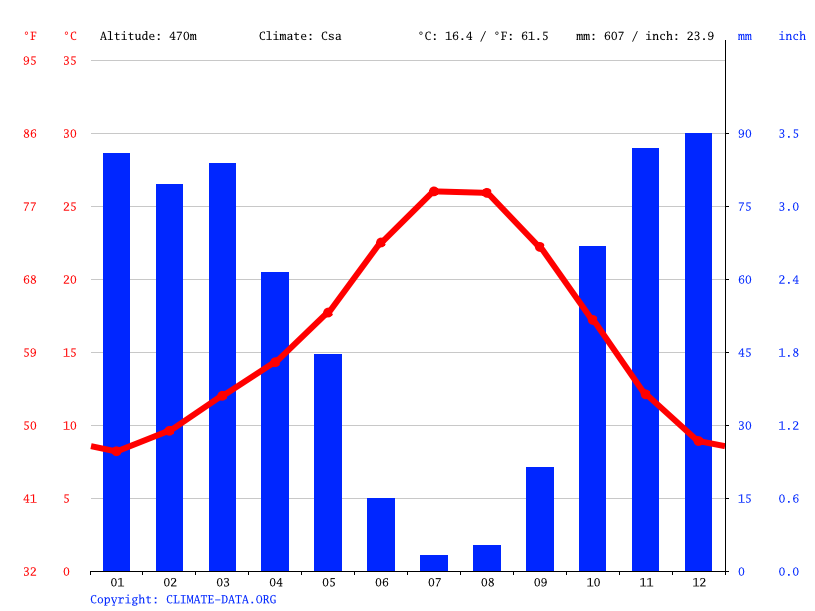 °F °C Altitude: 470m Climate: Csa °C: 16.4 / °F: 61.5 mm: 607 / inch: 23.9 mm inch
95 35
86 30 90 3.5
77 25 75 3.0
68 20 60 2.4
59 15 45 1.8
50 10 30 1.2
41 5 15 0.6
32 0 0 0.0
01 02 03 04 05 06 07 08 09 10 11 12
Copyright: CLIMATE-DATA.ORG